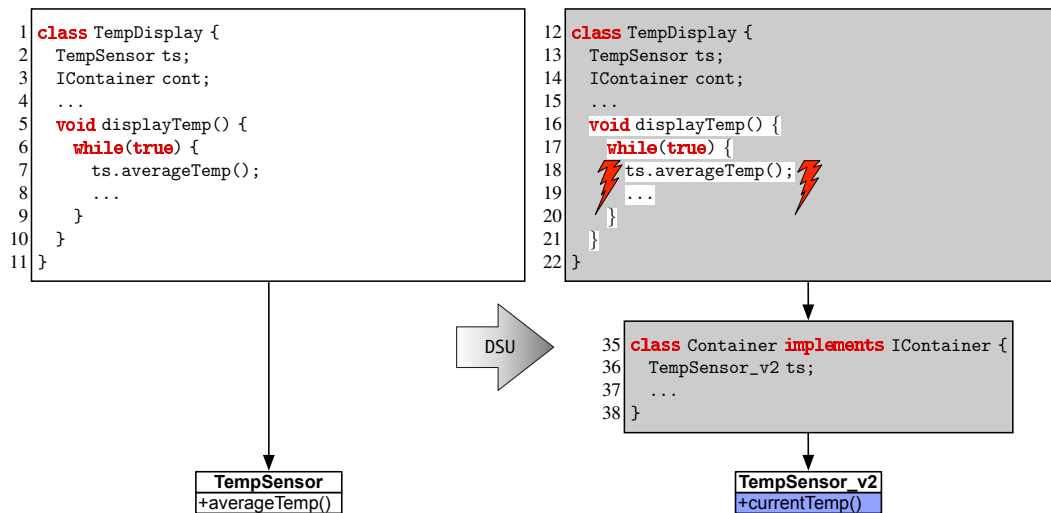 1 class TempDisplay {
2 TempSensor ts;
3 IContainer cont;
4 ...
5 void displayTemp() {
6 while(true) {
7 ts.averageTemp();
8 ...
9 }
10 }
11 }
TempSensor
+averageTemp()
DSU
12 class TempDisplay {
13 TempSensor ts;
14 IContainer cont;
15 ...
16 void displayTemp() {
17 while(true) {
18 ts.averageTemp();
19 ...
20 }
21 }
22 }
35 class Container implements IContainer {
36 TempSensor_v2 ts;
37 ...
38 }
TempSensor_v2
+currentTemp()